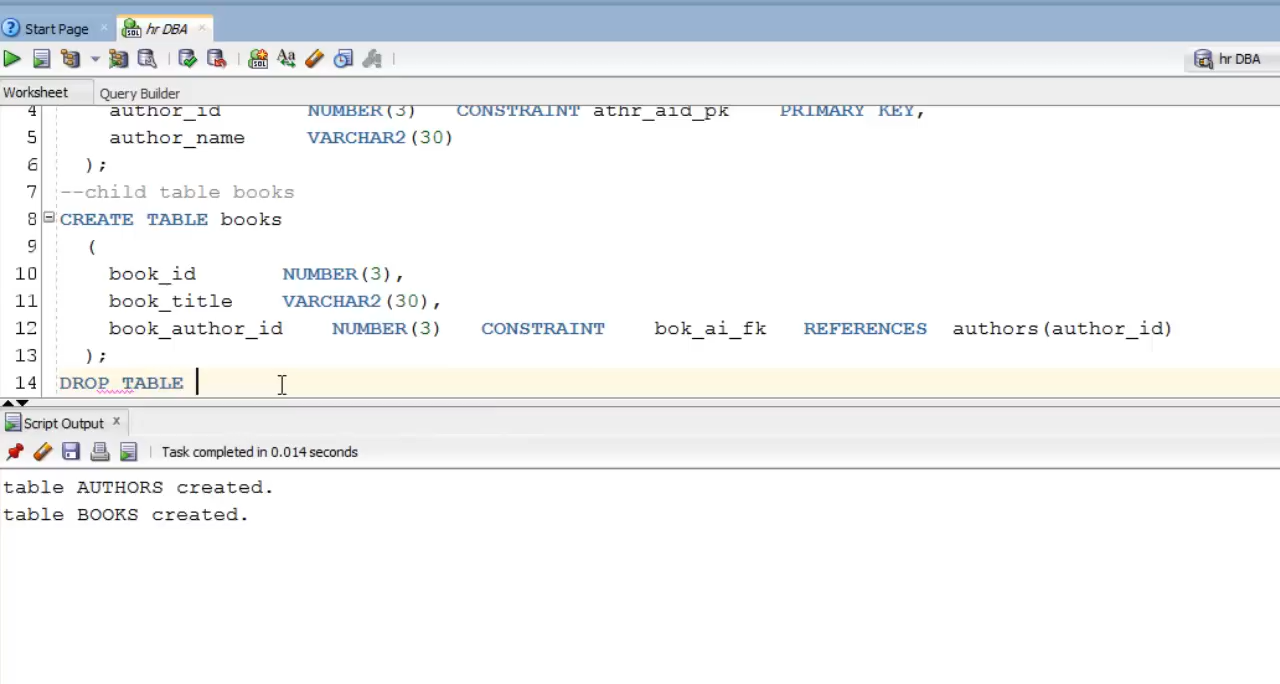 Start Page
hr DBA
hr DBA
Worksheet
Query Builder
4 author_id NUMBER(3) CONSTRAINT athr_aid_pk PRIMARY KEY,
5 author_name VARCHAR2(30)
6 );
7 --child table books
8 CREATE TABLE books
9 (
10 book_id NUMBER(3),
11 book_title VARCHAR2(30),
12 book_author_id NUMBER(3) CONSTRAINT bok_ai_fk REFERENCES authors(author_id)
13 );
14 DROP TABLE
Script Output
Task completed in 0.014 seconds
table AUTHORS created.
table BOOKS created.